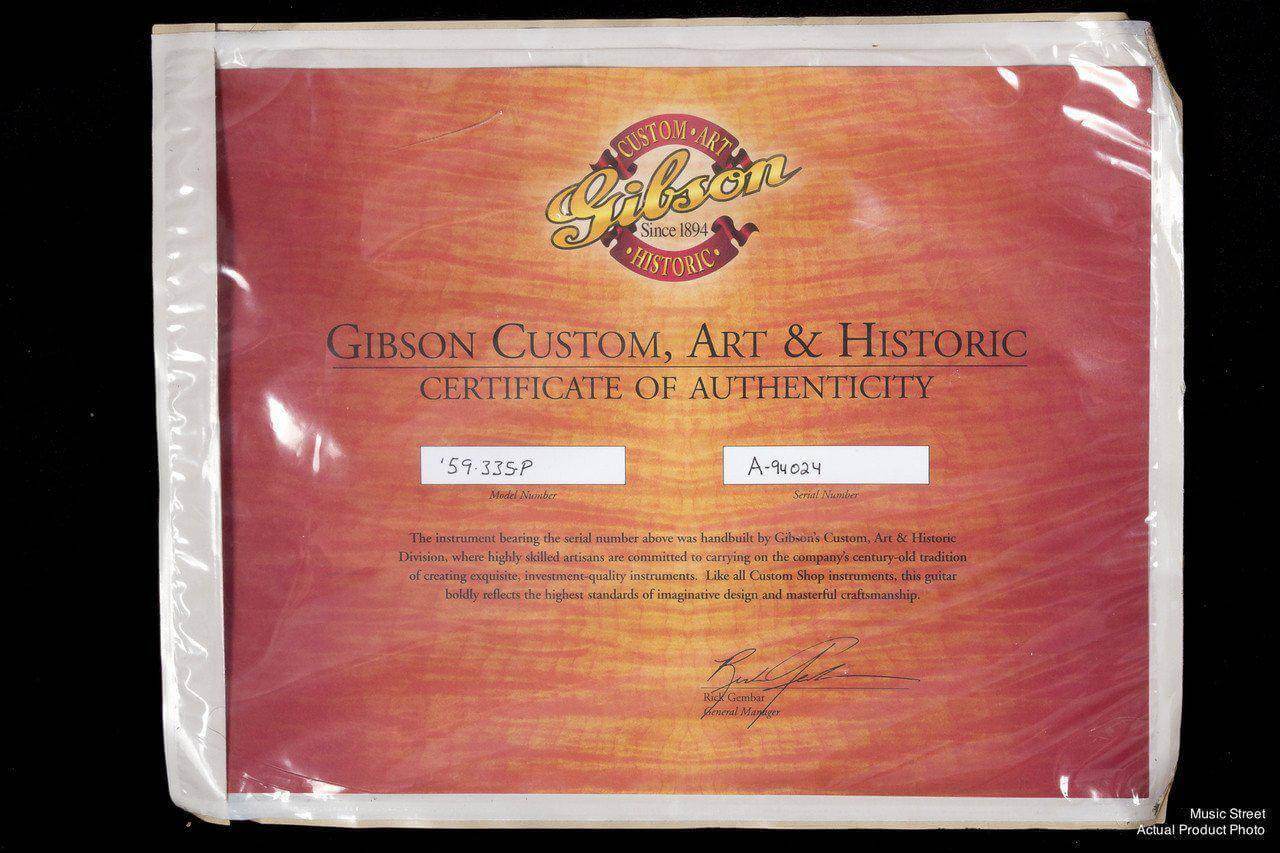 CUSTOM • ART
Gibson
Since 1894
• HISTORIC •
GIBSON CUSTOM, ART & HISTORIC
CERTIFICATE OF AUTHENTICITY
'59-335-P
A-94024
Model Number
Serial Number
The instrument bearing the serial number above was handbuilt by Gibson's Custom, Art & Historic
Division, where highly skilled artisans are committed to carrying on the company's century-old tradition
of creating exquisite, investment-quality instruments. Like all Custom Shop instruments, this guitar
boldly reflects the highest standards of imaginative design and masterful craftsmanship.
Rick Gembar
General Manager
Music Street
Actual Product Photo